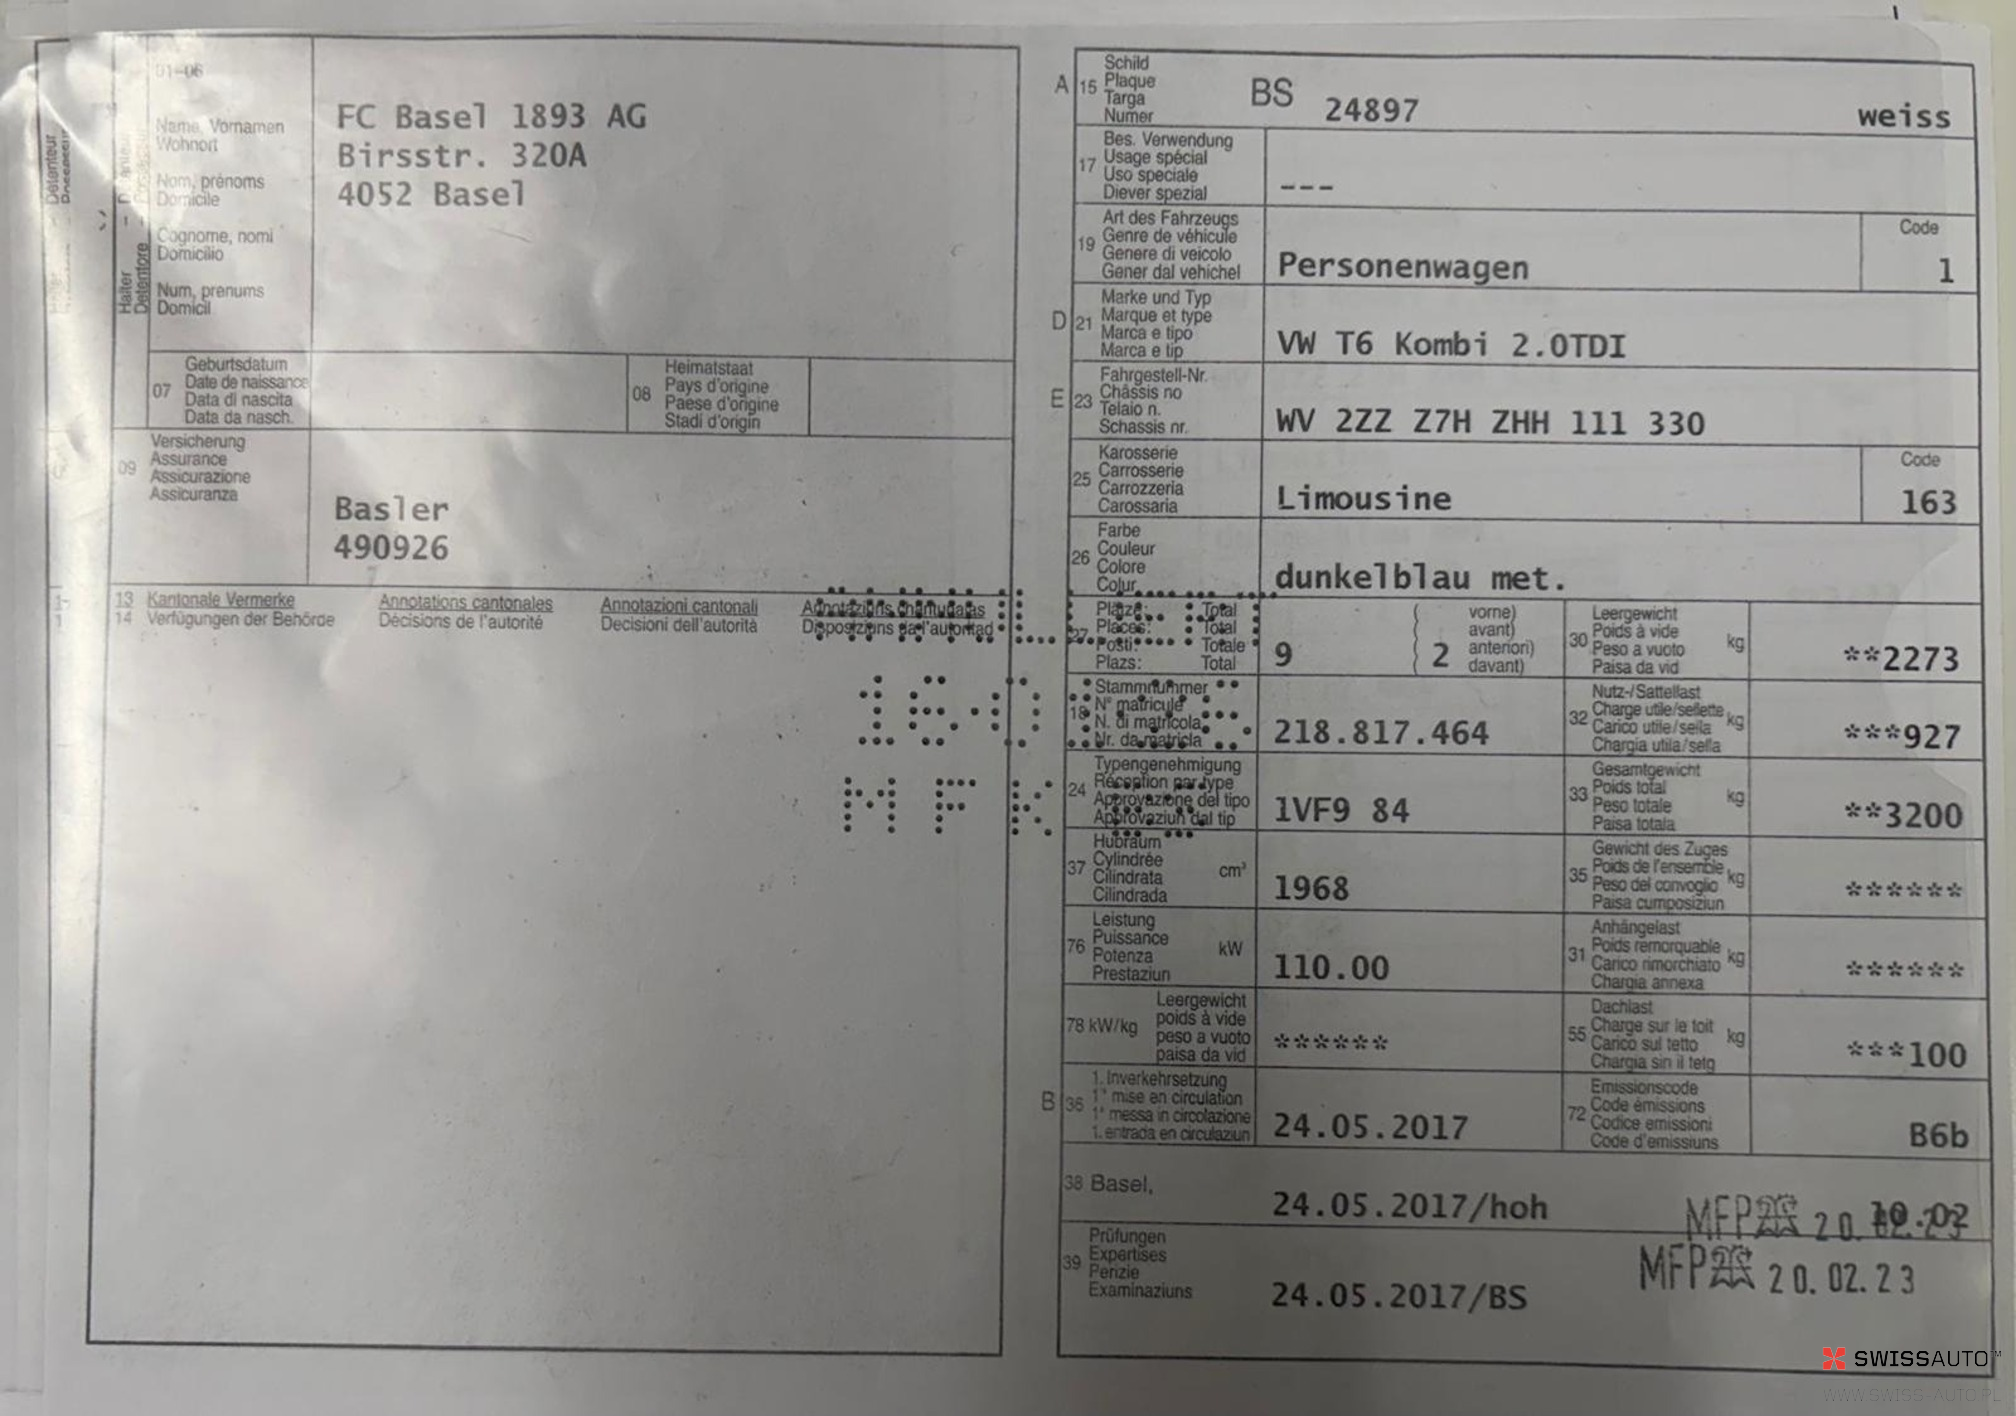 01-06
Name, Vornamen
Wohnort
Nom, prénoms
Domicile
Cognome, nomi
Domicilio
Num, prenums
Domicil
Halter
Detentore
Détenteur
FC Basel 1893 AG
Birsstr. 320A
4052 Basel
07
Geburtsdatum
Date de naissance
Data di nascita
Data da nasch.
08
Heimatstaat
Pays d'origine
Paese d'origine
Stadi d'origin
09
Versicherung
Assurance
Assicurazione
Assicuranza
Basler
490926
13 Kantonale Vermerke Annotations cantonales Annotazioni cantonali Annotaziuns chantunalas
14 Verfügungen der Behörde Décisions de l'autorité Decisioni dell'autorità Disposiziuns da l'autoritad
MFK
A 15
Schild
Plaque
Targa
Numer
BS 24897 weiss
17
Bes. Verwendung
Usage spécial
Uso speciale
Diever spezial
---
19
Art des Fahrzeugs
Genre de véhicule
Genere di veicolo
Gener dal vehichel
Personenwagen
Code
1
D 21
Marke und Typ
Marque et type
Marca e tipo
Marca e tip
VW T6 Kombi 2.0TDI
E 23
Fahrgestell-Nr.
Châssis no
Telaio n.
Schassis nr.
WV 2ZZ Z7H ZHH 111 330
25
Karosserie
Carrosserie
Carrozzeria
Carossaria
Limousine
Code
163
26
Farbe
Couleur
Colore
Colur
dunkelblau met.
27
Plätze: Total
Places: Total
Posti: Totale
Plazs: Total
9
( 2
vorne)
avant)
anteriori)
davant)
30
Leergewicht
Poids à vide
Peso a vuoto
Paisa da vid
kg
**2273
18
Stammnummer
N° matricule
N. di matricola
Nr. da matricla
218.817.464
32
Nutz-/Sattellast
Charge utile/sellette
Carico utile/sella
Chargia utila/sella
kg
***927
24
Typengenehmigung
Réception par type
Approvazione del tipo
Approvaziun dal tip
1VF9 84
33
Gesamtgewicht
Poids total
Peso totale
Paisa totala
kg
**3200
37
Hubraum
Cylindrée
Cilindrata
Cilindrada
cm³
1968
35
Gewicht des Zuges
Poids de l'ensemble
Peso del convoglio
Paisa cumposiziun
kg
******
76
Leistung
Puissance
Potenza
Prestaziun
kW
110.00
31
Anhängelast
Poids remorquable
Carico rimorchiato
Chargia annexa
kg
******
78 kW/kg
Leergewicht
poids à vide
peso a vuoto
paisa da vid
******
55
Dachlast
Charge sur le toit
Carico sul tetto
Chargia sin il tetg
kg
***100
B 36
1. Inverkehrsetzung
1° mise en circulation
1° messa in circolazione
1. entrada en circulaziun
24.05.2017
72
Emissionscode
Code émissions
Codice emissioni
Code d'emissiuns
B6b
38 Basel,
24.05.2017/hoh
MFP BS 20.
39
Prüfungen
Expertises
Perizie
Examinaziuns
24.05.2017/BS
MFP BS 20.02.23
SWISSAUTO™
WWW.SWISS-AUTO.PL